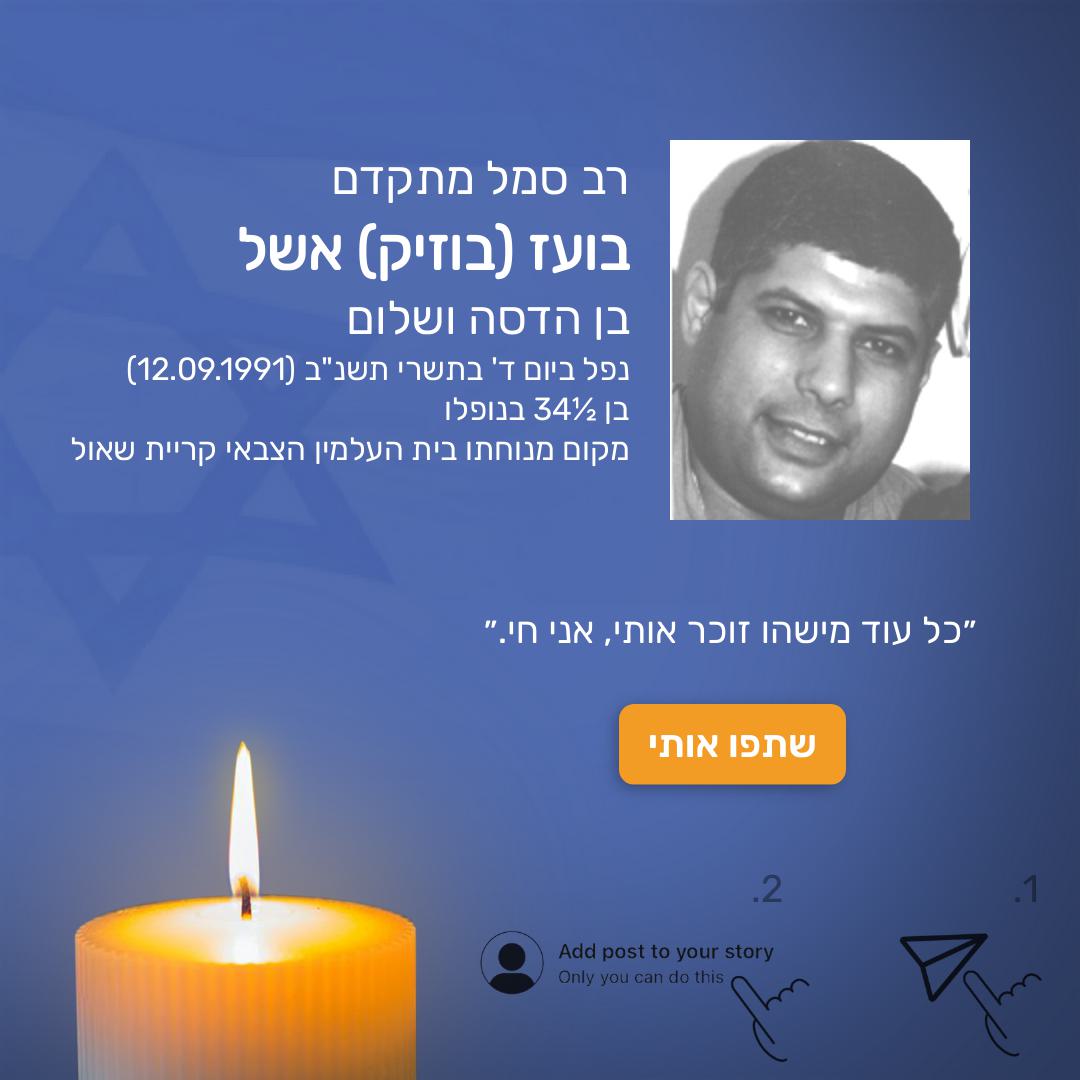 רב סמל מתקדם
בועז (בוזיק) אשל
בן הדסה ושלום
נפל ביום ד' בתשרי תשנ"ב (12.09.1991)
בן 34½ בנופלו
מקום מנוחתו בית העלמין הצבאי קריית שאול
״כל עוד מישהו זוכר אותי, אני חי.״
שתפו אותי
1.
2.
Add post to your story
Only you can do this